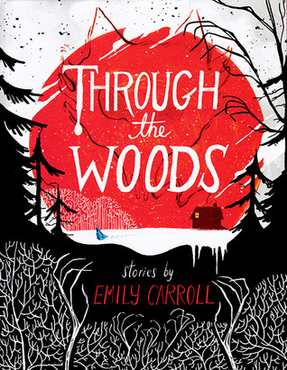 THROUGH
the
WOODS
stories by
EMILY CARROLL